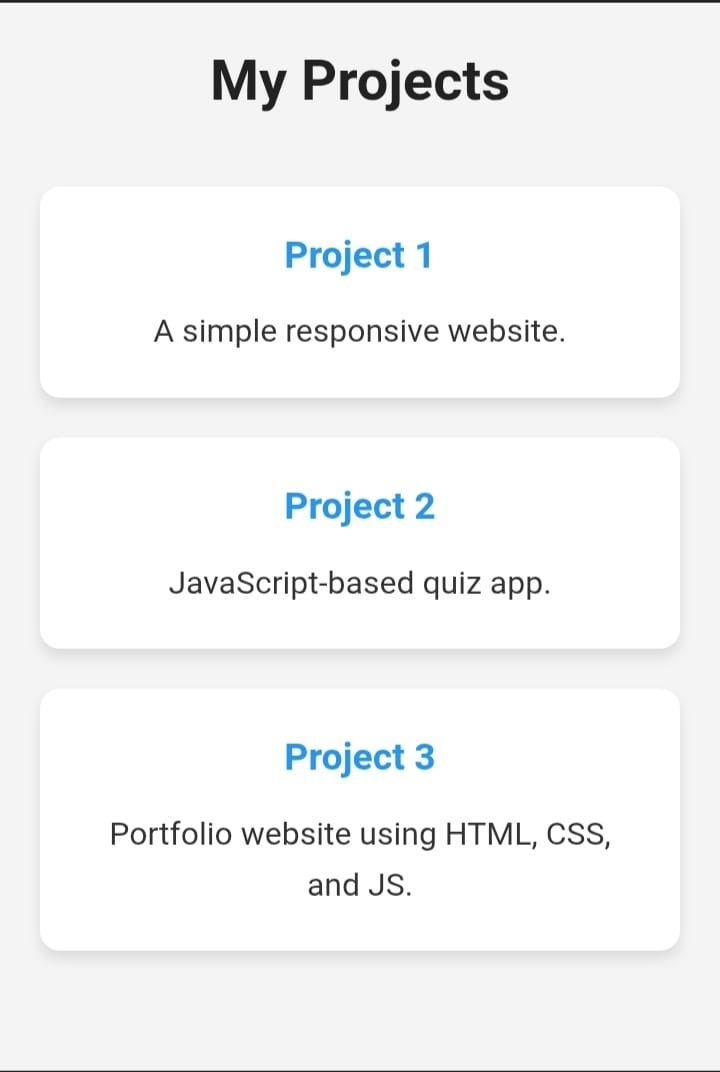 My Projects
Project 1
A simple responsive website.
Project 2
JavaScript-based quiz app.
Project 3
Portfolio website using HTML, CSS,
and JS.